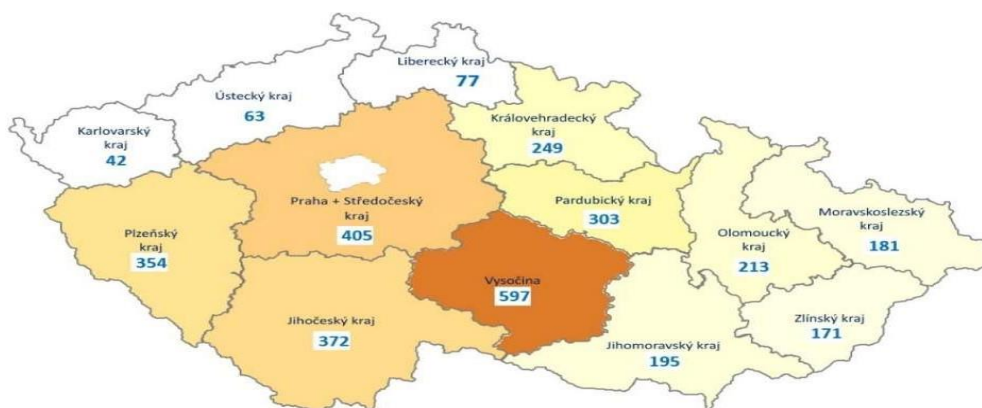 Liberecký kraj
77
Ústecký kraj
63
Karlovarský
kraj
42
Královehradecký
kraj
249
Praha + Středočeský
kraj
405
Pardubický kraj
303
Plzeňský
kraj
354
Moravskoslezský
kraj
181
Olomoucký
kraj
213
Vysočina
597
Jihočeský kraj
372
Zlínský kraj
171
Jihomoravský kraj
195